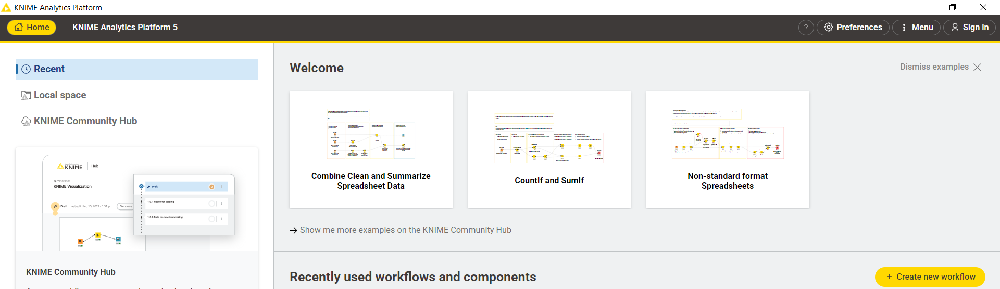 KNIME Analytics Platform
Home
KNIME Analytics Platform 5
?
Preferences
Menu
Sign in
Recent
Local space
KNIME Community Hub
KNIME
Hub
Workflow
KNIME Visualization
Draft
Last edit: Feb 15, 2024 - 1:51 pm
Versions
Draft
1.0.1 Ready for staging
1.0.0 Data preparation working
KNIME Community Hub
Welcome
Dismiss examples
Combine Clean and Summarize
Spreadsheet Data
CountIf and SumIf
Non-standard format
Spreadsheets
Show me more examples on the KNIME Community Hub
Recently used workflows and components
+ Create new workflow